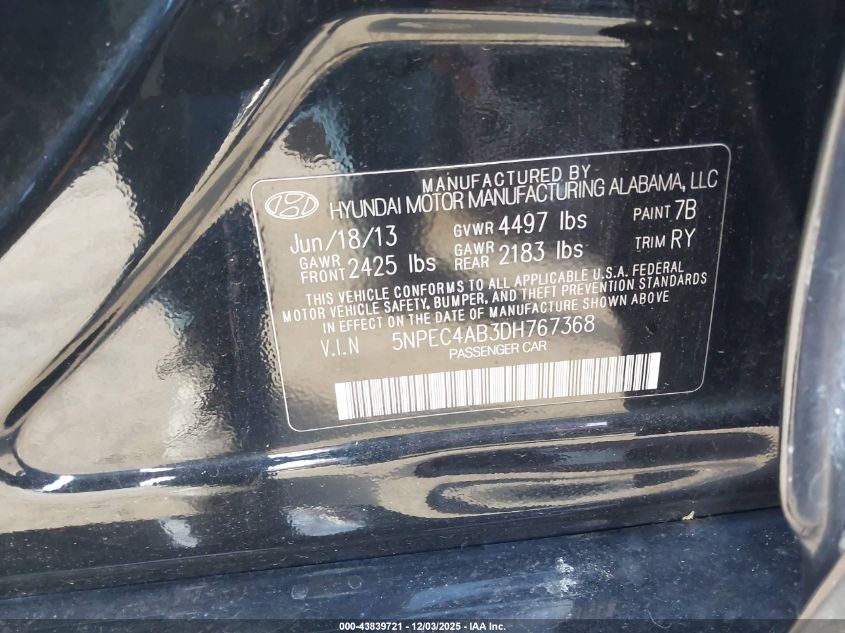 MANUFACTURED BY
HYUNDAI MOTOR MANUFACTURING ALABAMA, LLC
Jun/18/13 GVWR 4497 lbs PAINT 7B
GAWR FRONT 2425 lbs GAWR REAR 2183 lbs TRIM RY
THIS VEHICLE CONFORMS TO ALL APPLICABLE U.S.A. FEDERAL
MOTOR VEHICLE SAFETY, BUMPER, AND THEFT PREVENTION STANDARDS
IN EFFECT ON THE DATE OF MANUFACTURE SHOWN ABOVE
V.I.N 5NPEC4AB3DH767368
PASSENGER CAR
000-43839721 - 12/03/2025 - IAA Inc.